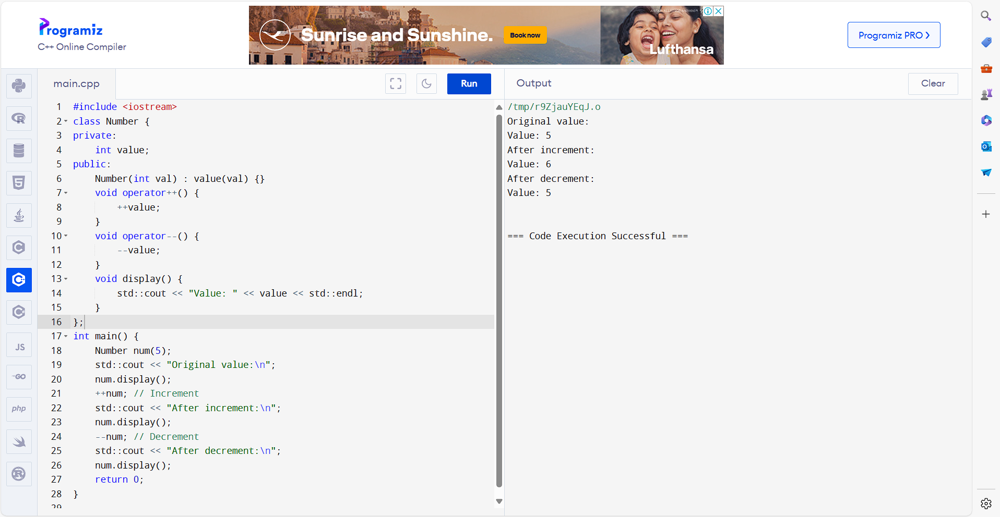 Programiz
C++ Online Compiler
Sunrise and Sunshine.
Book now
A STAR ALLIANCE MEMBER
Lufthansa
Programiz PRO ❯
main.cpp
Run
Output
Clear
1 #include <iostream>
2 class Number {
3 private:
4     int value;
5 public:
6     Number(int val) : value(val) {}
7     void operator++() {
8         ++value;
9     }
10     void operator--() {
11         --value;
12     }
13     void display() {
14         std::cout << "Value: " << value << std::endl;
15     }
16 };
17 int main() {
18     Number num(5);
19     std::cout << "Original value:\n";
20     num.display();
21     ++num; // Increment
22     std::cout << "After increment:\n";
23     num.display();
24     --num; // Decrement
25     std::cout << "After decrement:\n";
26     num.display();
27     return 0;
28 }
29
/tmp/r9ZjauYEqJ.o
Original value:
Value: 5
After increment:
Value: 6
After decrement:
Value: 5
=== Code Execution Successful ===
R
5
C
C++
C#
JS
GO
php
R